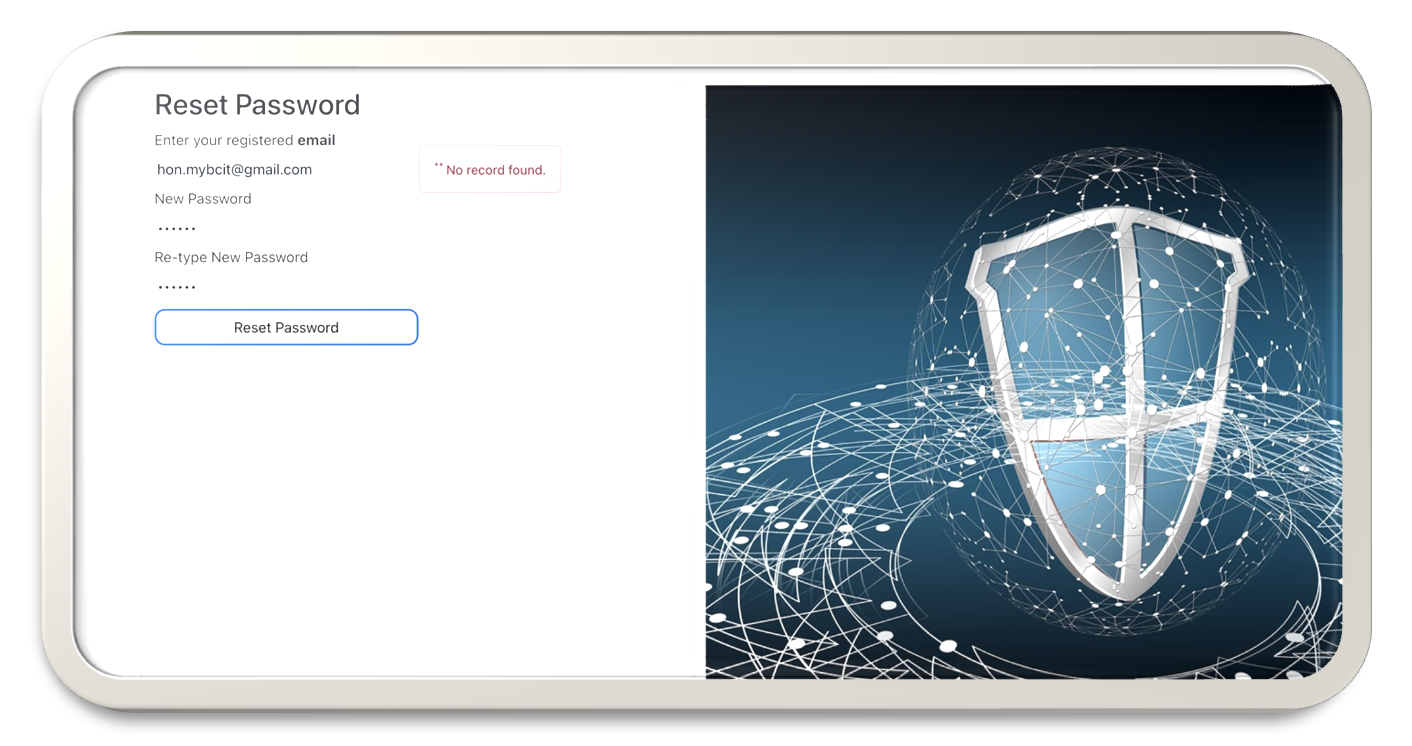 Reset Password
Enter your registered email
hon.mybcit@gmail.com
** No record found.
New Password
••••••
Re-type New Password
••••••
Reset Password